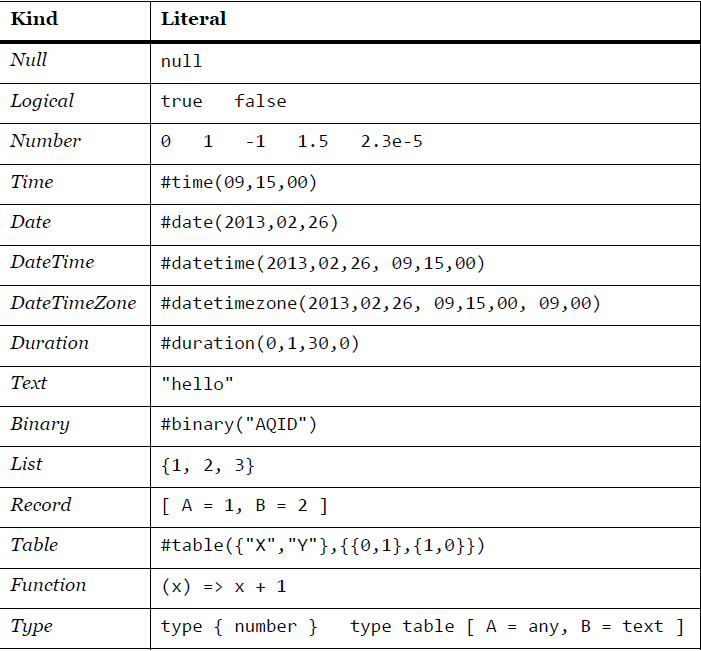 Kind Literal
Null null
Logical true false
Number 0 1 -1 1.5 2.3e-5
Time #time(09,15,00)
Date #date(2013,02,26)
DateTime #datetime(2013,02,26, 09,15,00)
DateTimeZone #datetimezone(2013,02,26, 09,15,00, 09,00)
Duration #duration(0,1,30,0)
Text "hello"
Binary #binary("AQID")
List {1, 2, 3}
Record [ A = 1, B = 2 ]
Table #table({"X","Y"},{{0,1},{1,0}})
Function (x) => x + 1
Type type { number } type table [ A = any, B = text ]